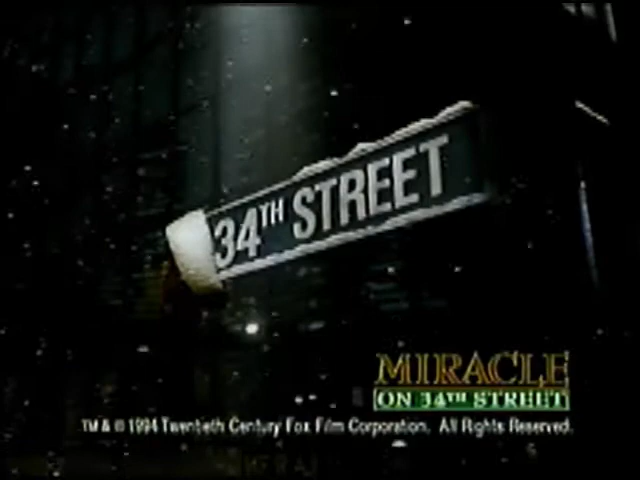 34TH STREET
MIRACLE
ON 34TH STREET
TM & © 1994 Twentieth Century Fox Film Corporation. All Rights Reserved.